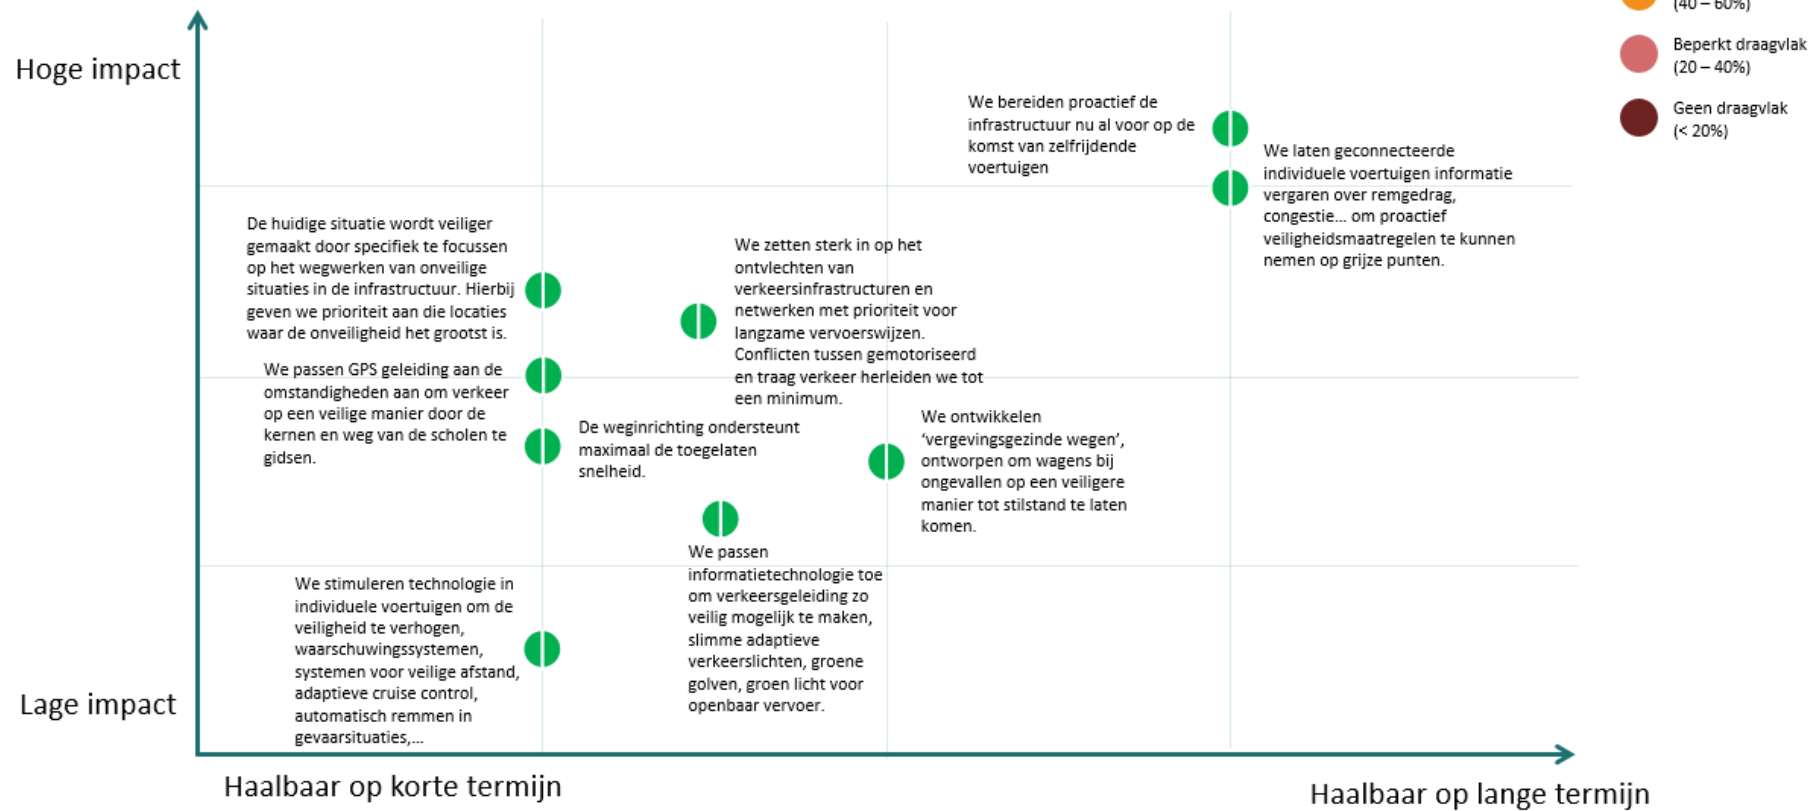 Hoge impact
(40 – 60%)
Beperkt draagvlak
(20 – 40%)
Geen draagvlak
(< 20%)
We bereiden proactief de
infrastructuur nu al voor op de
komst van zelfrijdende
voertuigen
We laten geconnecteerde
individuele voertuigen informatie
vergaren over remgedrag,
congestie... om proactief
veiligheidsmaatregelen te kunnen
nemen op grijze punten.
De huidige situatie wordt veiliger
gemaakt door specifiek te focussen
op het wegwerken van onveilige
situaties in de infrastructuur. Hierbij
geven we prioriteit aan die locaties
waar de onveiligheid het grootst is.
We zetten sterk in op het
ontvlechten van
verkeersinfrastructuren en
netwerken met prioriteit voor
langzame vervoerswijzen.
Conflicten tussen gemotoriseerd
en traag verkeer herleiden we tot
een minimum.
We passen GPS geleiding aan de
omstandigheden aan om verkeer
op een veilige manier door de
kernen en weg van de scholen te
gidsen.
De weginrichting ondersteunt
maximaal de toegelaten
snelheid.
We ontwikkelen
‘vergevingsgezinde wegen’,
ontworpen om wagens bij
ongevallen op een veiligere
manier tot stilstand te laten
komen.
We passen
informatietechnologie toe
om verkeersgeleiding zo
veilig mogelijk te maken,
slimme adaptieve
verkeerslichten, groene
golven, groen licht voor
openbaar vervoer.
We stimuleren technologie in
individuele voertuigen om de
veiligheid te verhogen,
waarschuwingssystemen,
systemen voor veilige afstand,
adaptieve cruise control,
automatisch remmen in
gevaarsituaties,...
Lage impact
Haalbaar op korte termijn
Haalbaar op lange termijn